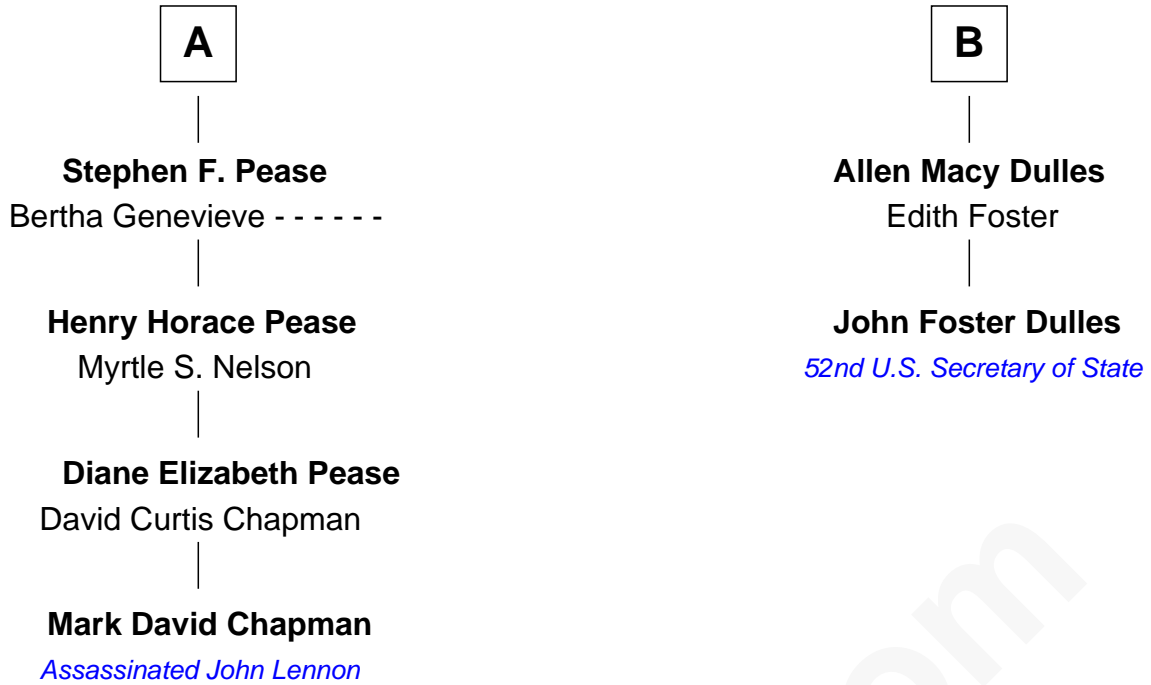 A
Stephen F. Pease
Bertha Genevieve - - - - - -
Henry Horace Pease
Myrtle S. Nelson
Diane Elizabeth Pease
David Curtis Chapman
Mark David Chapman
Assassinated John Lennon
B
Allen Macy Dulles
Edith Foster
John Foster Dulles
52nd U.S. Secretary of State
om